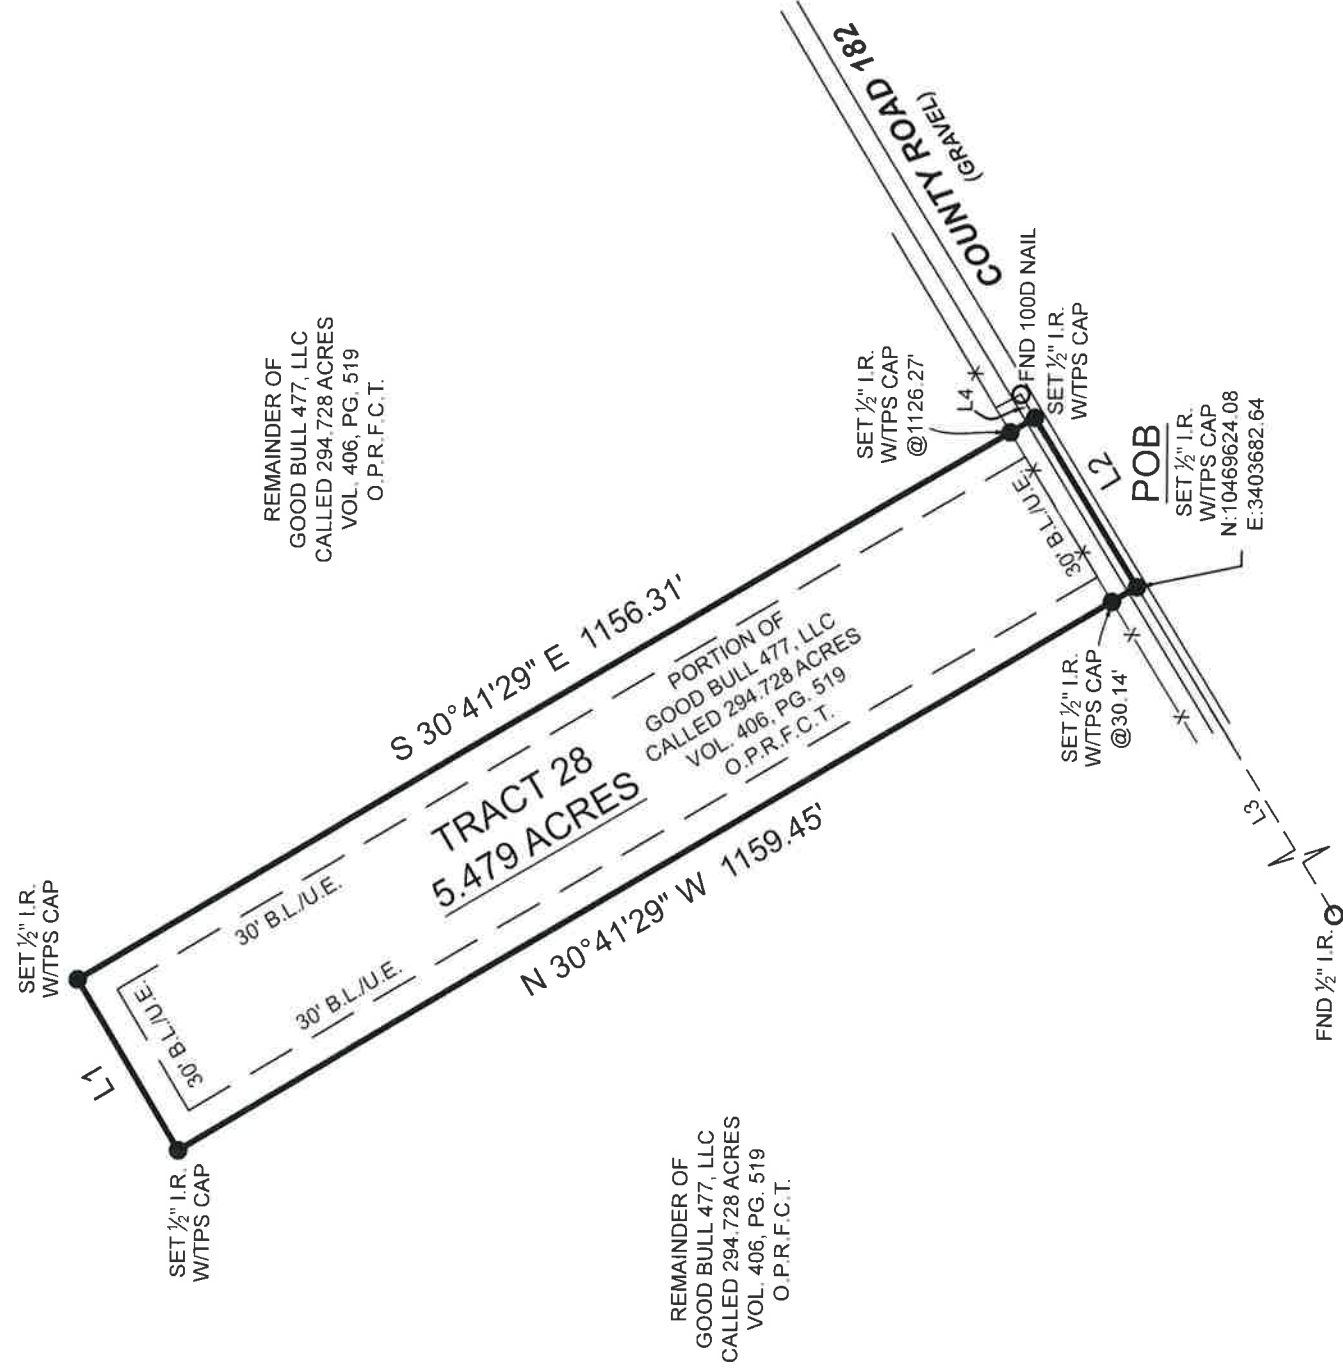 COUNTY ROAD 182
(GRAVEL)
REMAINDER OF
GOOD BULL 477, LLC
CALLED 294.728 ACRES
VOL. 406, PG. 519
O.P.R.F.C.T.
SET ½" I.R.
W/TPS CAP
@1126.27'
L4
FND 100D NAIL
SET ½" I.R.
W/TPS CAP
L2
POB
SET ½" I.R.
W/TPS CAP
N:10469624.08
E:3403682.64
30' B.L./U.E.
S 30°41'29" E 1156.31'
PORTION OF
GOOD BULL 477, LLC
CALLED 294.728 ACRES
VOL. 406, PG. 519
O.P.R.F.C.T.
TRACT 28
5.479 ACRES
SET ½" I.R.
W/TPS CAP
@30.14'
N 30°41'29" W 1159.45'
L3
FND ½" I.R.
SET ½" I.R.
W/TPS CAP
30' B.L./U.E.
30' B.L./U.E.
30' B.L./U.E.
L1
SET ½" I.R.
W/TPS CAP
REMAINDER OF
GOOD BULL 477, LLC
CALLED 294.728 ACRES
VOL. 406, PG. 519
O.P.R.F.C.T.